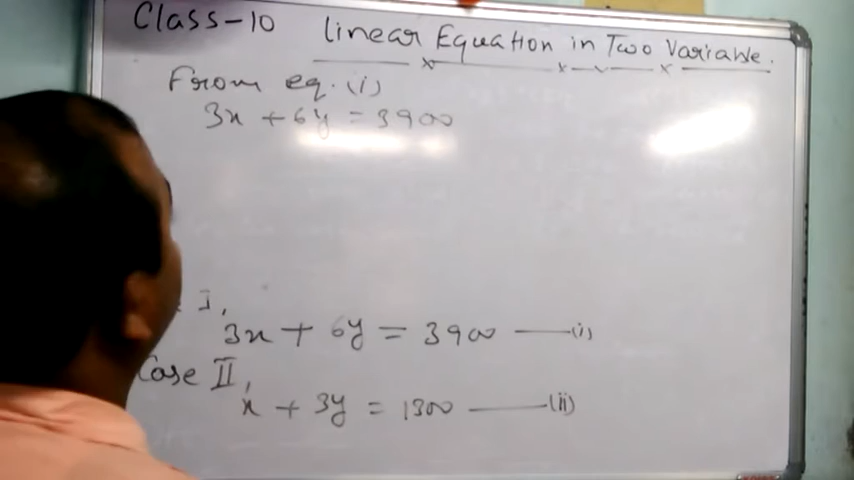 Class-10 Linear Equation in Two Variable.
From eq. (i)
3x + 6y = 3900
I,
3x + 6y = 3900 ——(i)
Case II,
x + 3y = 1300 ——(ii)